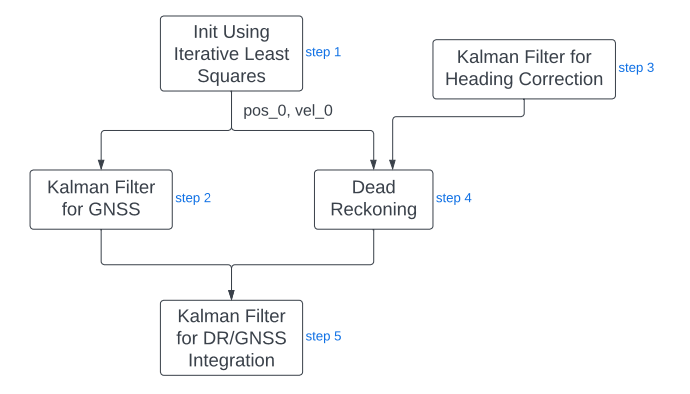 Init Using
Iterative Least
Squares
step 1
Kalman Filter for
Heading Correction
step 3
pos_0, vel_0
Kalman Filter
for GNSS
step 2
Dead
Reckoning
step 4
Kalman Filter
for DR/GNSS
Integration
step 5